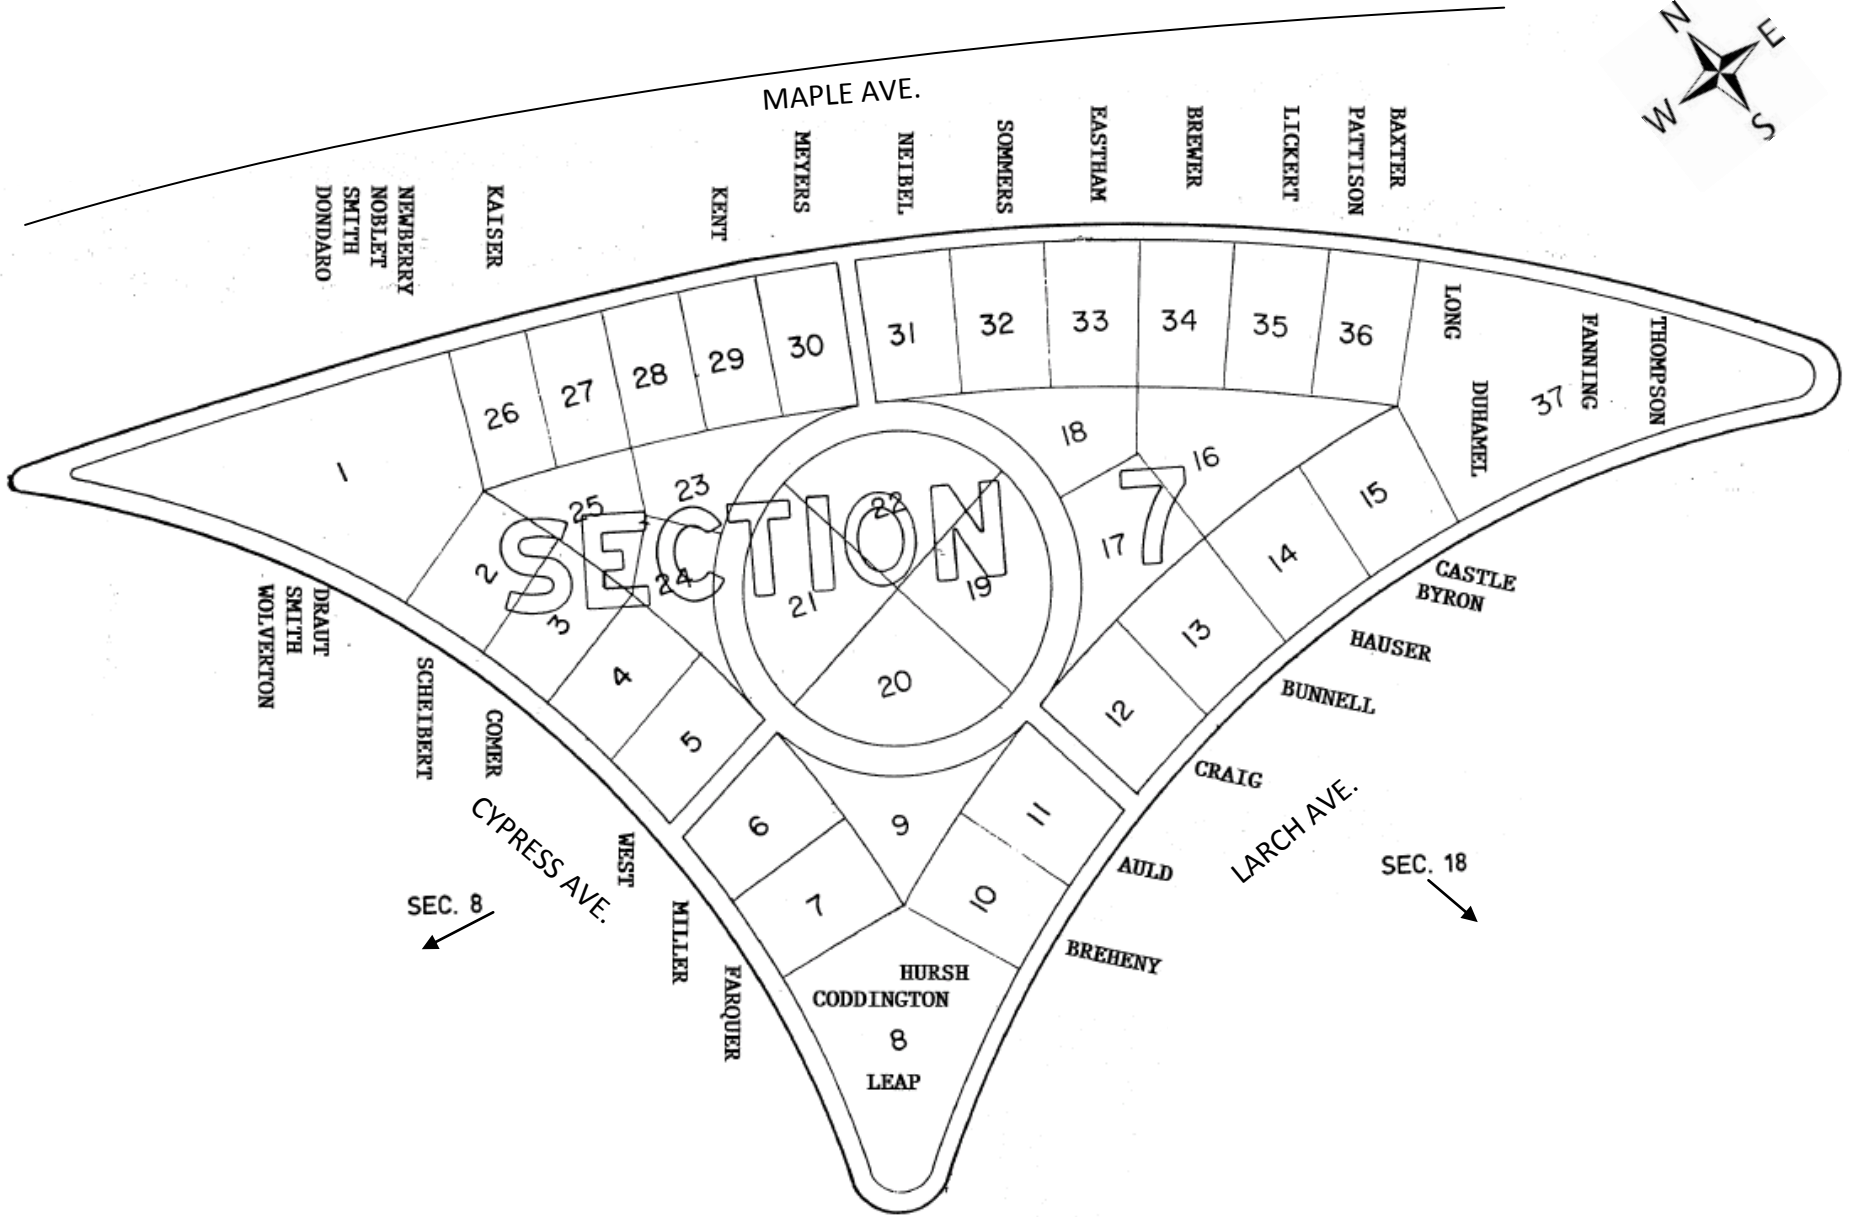 N
E
W
S
MAPLE AVE.
DONDARO
SMITH
NOBLET
NEWBERRY
KAISER
KENT
MEYERS
NEIBEL
SOMMERS
EASTHAM
BREWER
LICKERT
PATTISON
BAXTER
LONG
DUHAMEL
FANNING
THOMPSON
37
1
26
27
28
29
30
31
32
33
34
35
36
25
23
22
18
16
15
SECTION 7
2
24
21
19
17
14
3
4
5
20
13
12
6
9
11
7
10
HURSH
CODDINGTON
8
LEAP
WOLVERTON
SMITH
DRAUT
SCHEIBERT
COMER
CYPRESS AVE.
WEST
MILLER
FARQUER
SEC. 8
CASTLE
BYRON
HAUSER
BUNNELL
CRAIG
LARCH AVE.
AULD
BREHENY
SEC. 18